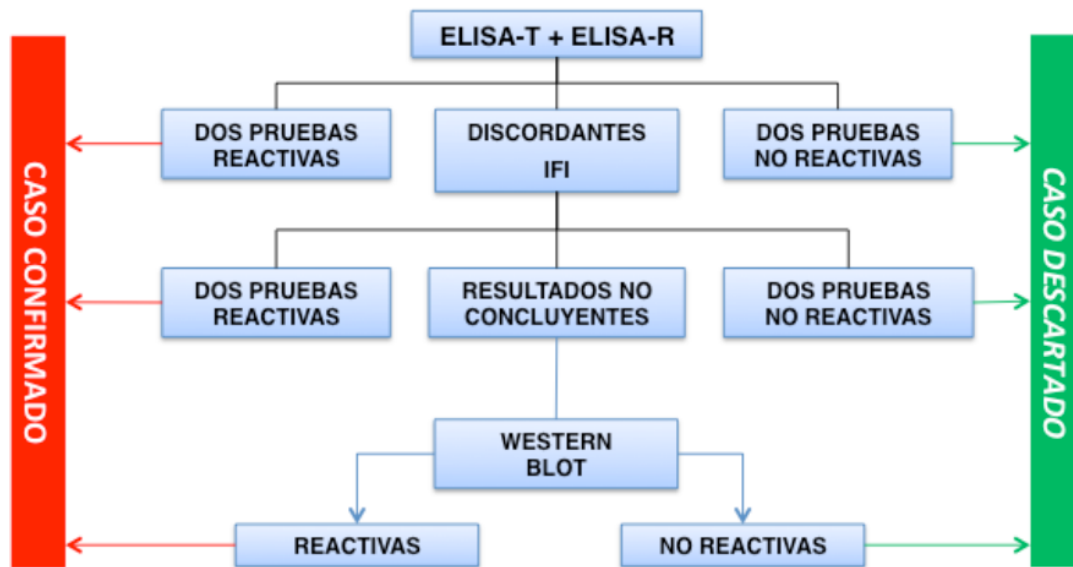 ELISA-T + ELISA-R
DOS PRUEBAS
REACTIVAS
DISCORDANTES
IFI
DOS PRUEBAS
NO REACTIVAS
DOS PRUEBAS
REACTIVAS
RESULTADOS NO
CONCLUYENTES
DOS PRUEBAS
NO REACTIVAS
WESTERN
BLOT
REACTIVAS
NO REACTIVAS
CASO CONFIRMADO
CASO DESCARTADO